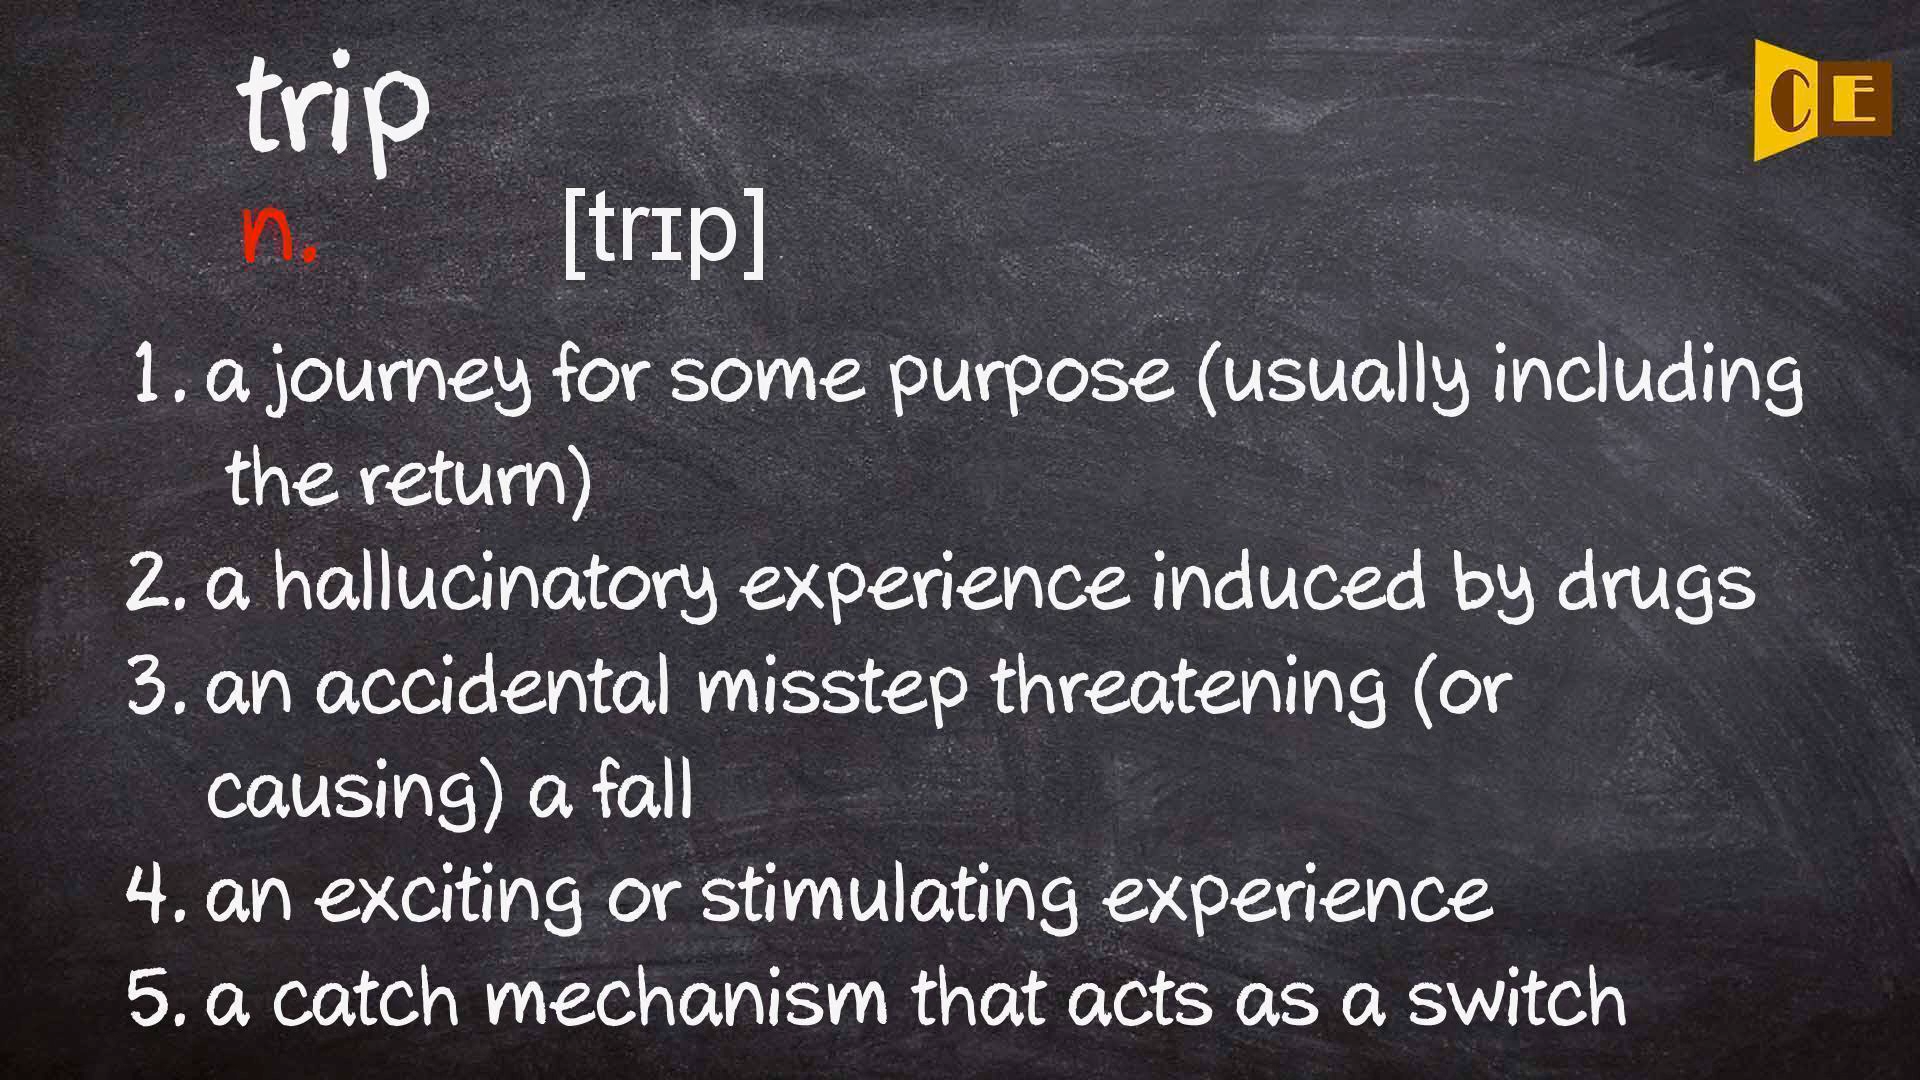 trip
CE
n. [trɪp]
1. a journey for some purpose (usually including
the return)
2. a hallucinatory experience induced by drugs
3. an accidental misstep threatening (or
causing) a fall
4. an exciting or stimulating experience
5. a catch mechanism that acts as a switch